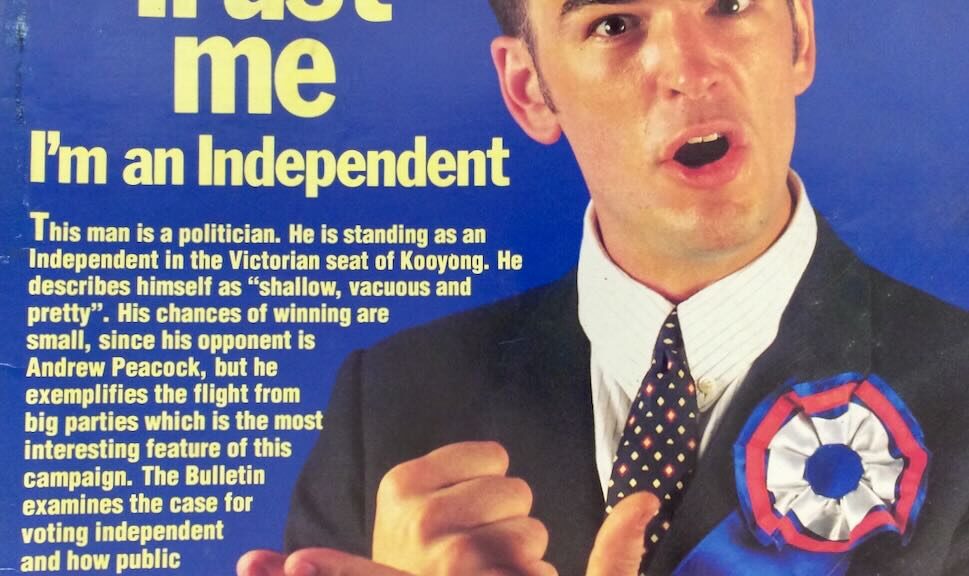 Trust
me
I'm an Independent
This man is a politician. He is standing as an
Independent in the Victorian seat of Kooyong. He
describes himself as “shallow, vacuous and
pretty”. His chances of winning are
small, since his opponent is
Andrew Peacock, but he
exemplifies the flight from
big parties which is the most
interesting feature of this
campaign. The Bulletin
examines the case for
voting independent
and how public